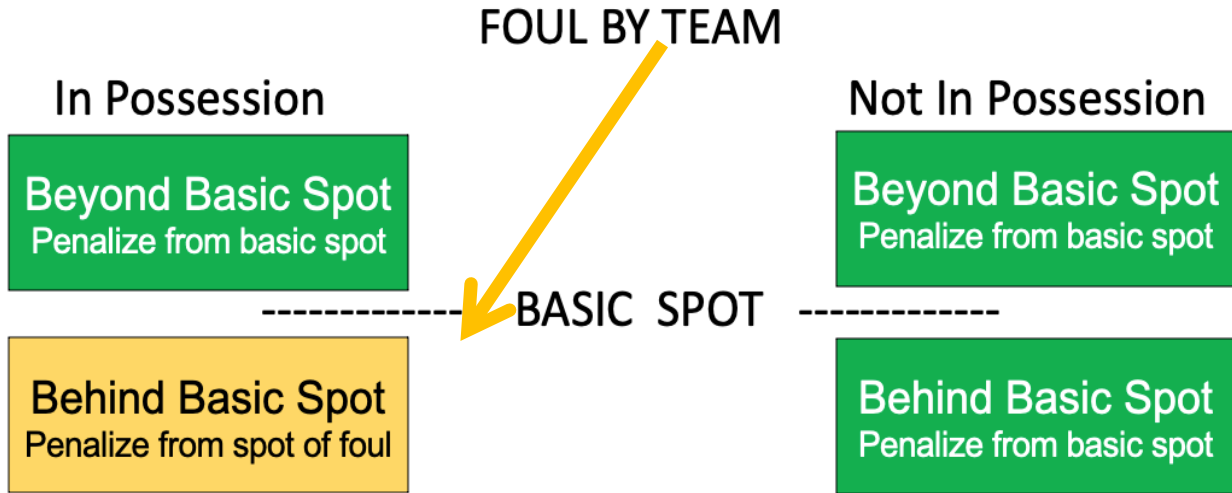 FOUL BY TEAM
In Possession
Not In Possession
Beyond Basic Spot
Penalize from basic spot
Beyond Basic Spot
Penalize from basic spot
------------- BASIC  SPOT -------------
Behind Basic Spot
Penalize from spot of foul
Behind Basic Spot
Penalize from basic spot